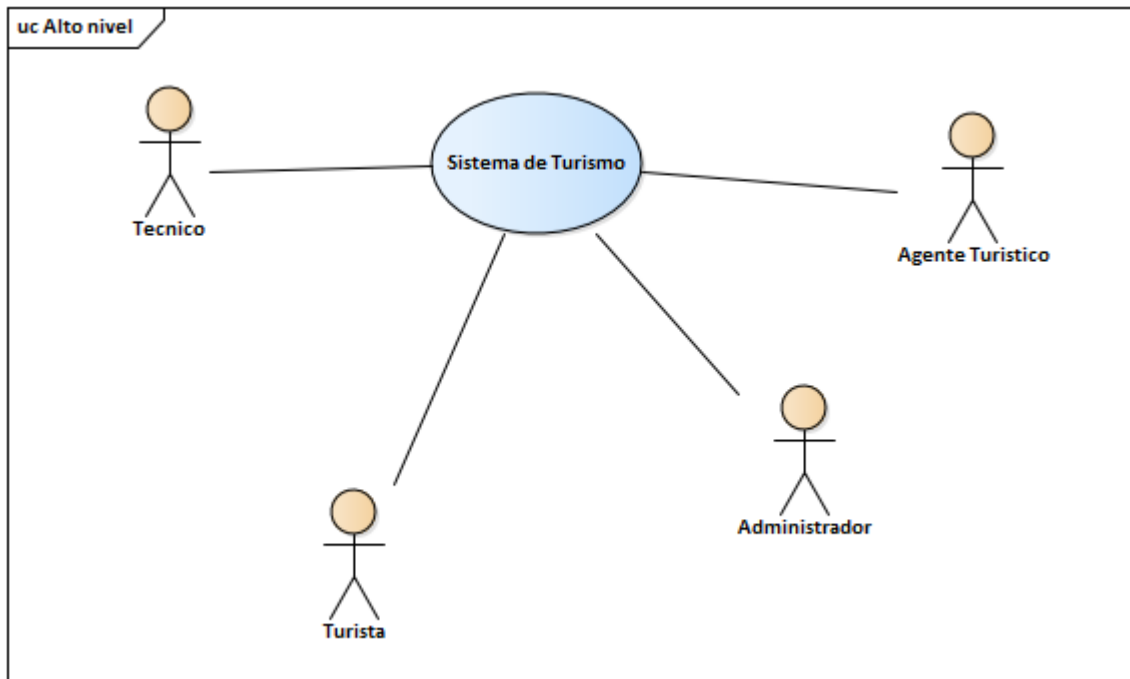 uc Alto nivel
Sistema de Turismo
Tecnico
Agente Turistico
Administrador
Turista